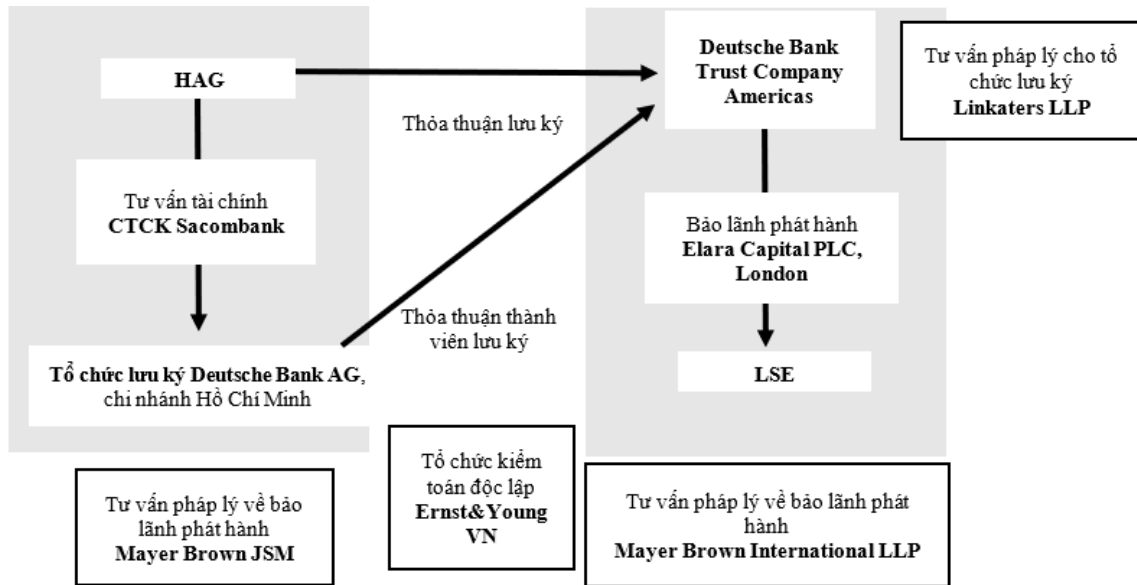 HAG
Deutsche Bank
Trust Company
Americas
Tư vấn pháp lý cho tổ
chức lưu ký
Linkaters LLP
Thỏa thuận lưu ký
Tư vấn tài chính
CTCK Sacombank
Bảo lãnh phát hành
Elara Capital PLC,
London
Thỏa thuận thành
viên lưu ký
Tổ chức lưu ký Deutsche Bank AG,
chi nhánh Hồ Chí Minh
LSE
Tư vấn pháp lý về bảo
lãnh phát hành
Mayer Brown JSM
Tổ chức kiểm
toán độc lập
Ernst&Young
VN
Tư vấn pháp lý về bảo lãnh phát
hành
Mayer Brown International LLP